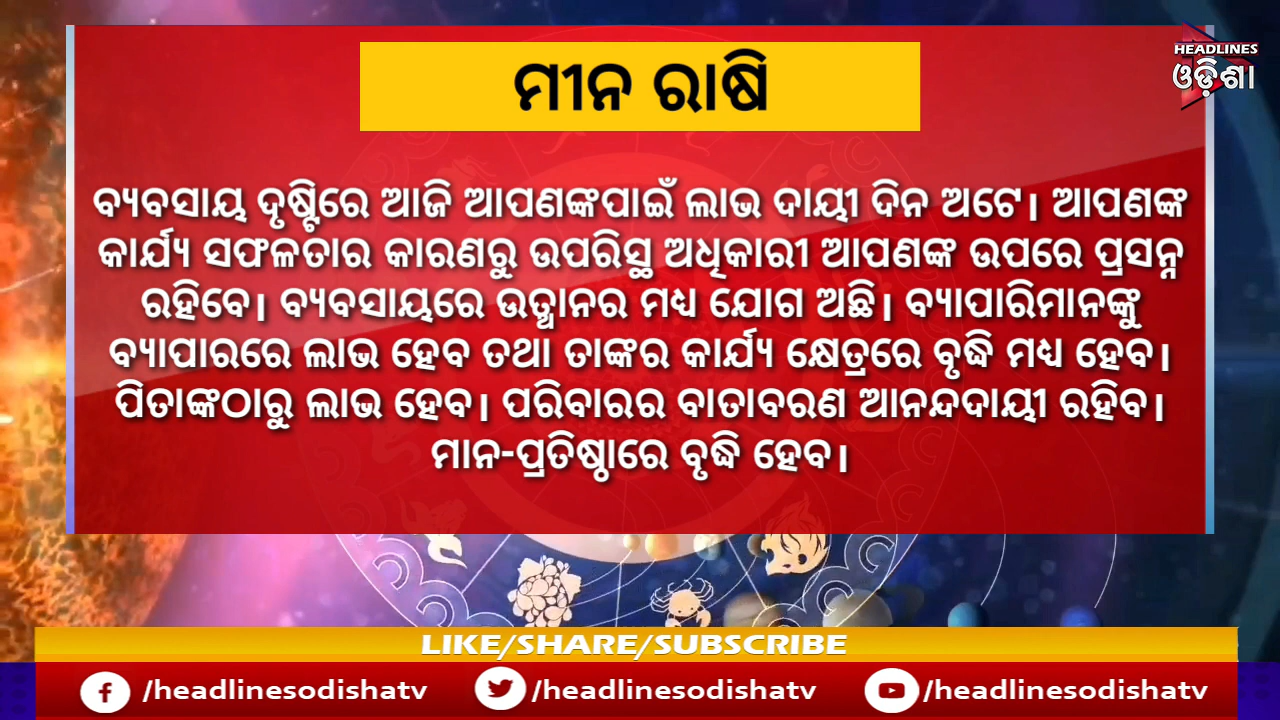 HEADLINES
ଓଡ଼ିଶା
ମୀନ ରାଷି
ବ୍ୟବସାୟ ଦୃଷ୍ଟିରେ ଆଜି ଆପଣଙ୍କପାଇଁ ଲାଭ ଦାୟୀ ଦିନ ଅଟେ। ଆପଣଙ୍କ
କାର୍ଯ୍ୟ ସଫଳତାର କାରଣରୁ ଉପରିସ୍ଥ ଅଧିକାରୀ ଆପଣଙ୍କ ଉପରେ ପ୍ରସନ୍ନ
ରହିବେ। ବ୍ୟବସାୟରେ ଉତ୍ଥାନର ମଧ୍ୟ ଯୋଗ ଅଛି। ବ୍ୟାପାରିମାନଙ୍କୁ
ବ୍ୟାପାରରେ ଲାଭ ହେବ ତଥା ତାଙ୍କର କାର୍ଯ୍ୟ କ୍ଷେତ୍ରରେ ବୃଦ୍ଧି ମଧ୍ୟ ହେବ।
ପିତାଙ୍କଠାରୁ ଲାଭ ହେବ। ପରିବାରର ବାତାବରଣ ଆନନ୍ଦଦାୟୀ ରହିବ।
ମାନ-ପ୍ରତିଷ୍ଠାରେ ବୃଦ୍ଧି ହେବ।
LIKE/SHARE/SUBSCRIBE
/headlinesodishatv /headlinesodishatv /headlinesodishatv